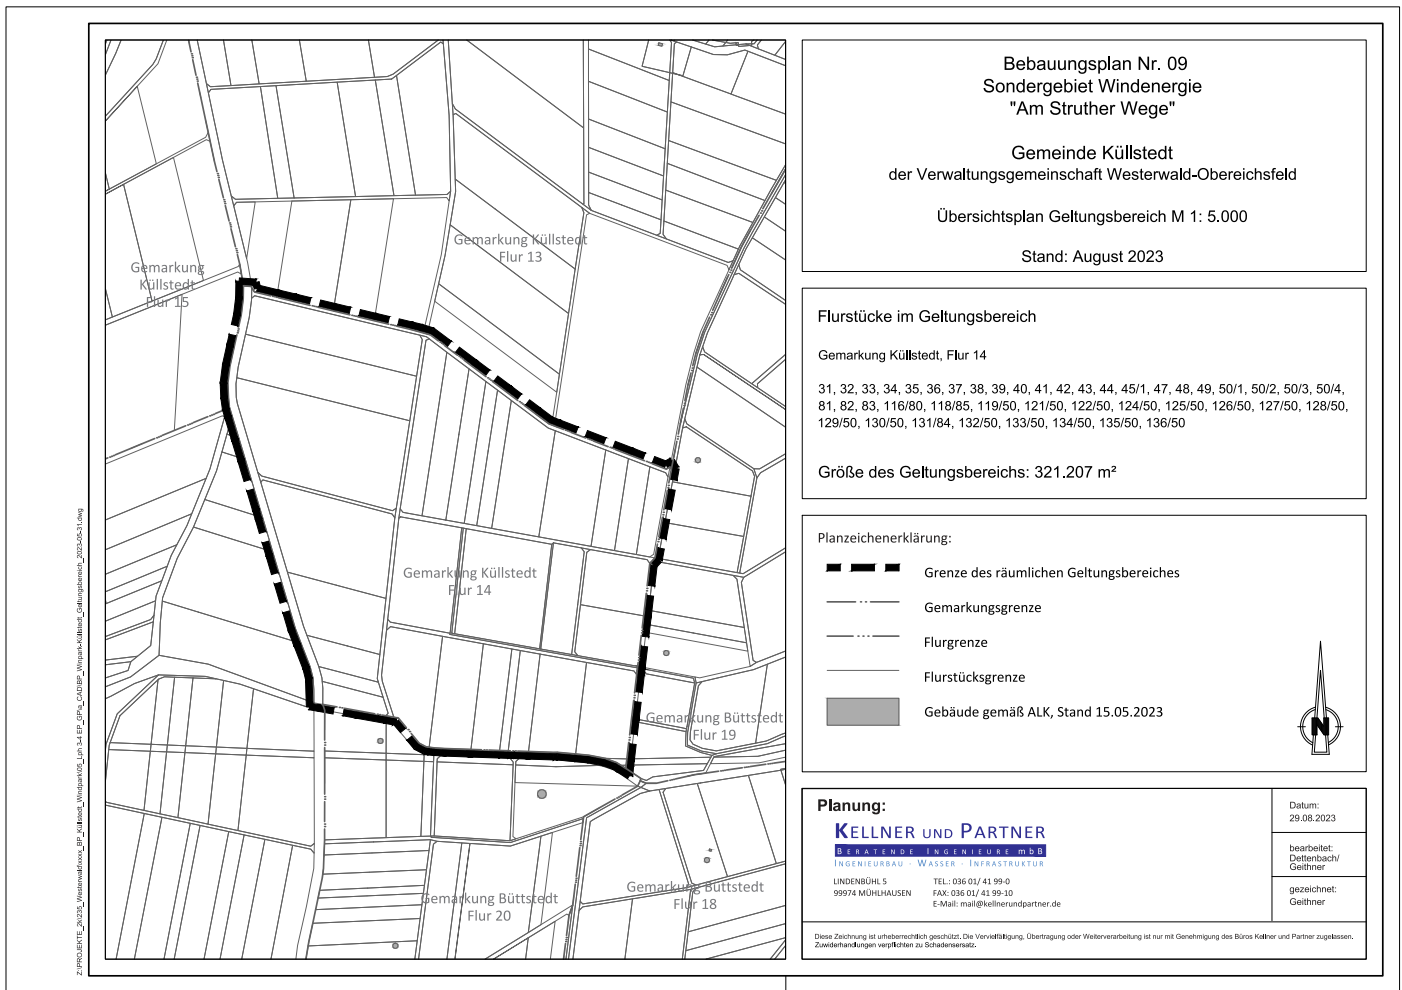 Bebauungsplan Nr. 09
Sondergebiet Windenergie
"Am Struther Wege"
Gemeinde Küllstedt
der Verwaltungsgemeinschaft Westerwald-Obereichsfeld
Übersichtsplan Geltungsbereich M 1: 5.000
Stand: August 2023
Flurstücke im Geltungsbereich
Gemarkung Küllstedt, Flur 14
31, 32, 33, 34, 35, 36, 37, 38, 39, 40, 41, 42, 43, 44, 45/1, 47, 48, 49, 50/1, 50/2, 50/3, 50/4,
81, 82, 83, 116/80, 118/85, 119/50, 121/50, 122/50, 124/50, 125/50, 126/50, 127/50, 128/50,
129/50, 130/50, 131/84, 132/50, 133/50, 134/50, 135/50, 136/50
Größe des Geltungsbereichs: 321.207 m²
Planzeichenerklärung:
Grenze des räumlichen Geltungsbereiches
Gemarkungsgrenze
Flurgrenze
Flurstücksgrenze
Gebäude gemäß ALK, Stand 15.05.2023
N
Planung:
KELLNER UND PARTNER
BERATENDE INGENIEURE mbB
INGENIEURBAU · WASSER · INFRASTRUKTUR
LINDENBÜHL 5
99974 MÜHLHAUSEN
TEL.: 036 01/ 41 99-0
FAX: 036 01/ 41 99-10
E-Mail: mail@kellnerundpartner.de
Datum:
29.08.2023
bearbeitet:
Dettenbach/
Geithner
gezeichnet:
Geithner
Diese Zeichnung ist urheberrechtlich geschützt. Die Vervielfältigung, Übertragung oder Weiterverarbeitung ist nur mit Genehmigung des Büros Kellner und Partner zugelassen.
Zuwiderhandlungen verpflichten zu Schadensersatz.
Gemarkung Küllstedt
Flur 13
Gemarkung
Küllstedt
Flur 15
Gemarkung Küllstedt
Flur 14
Gemarkung Büttstedt
Flur 19
Gemarkung Büttstedt
Flur 18
Gemarkung Büttstedt
Flur 20